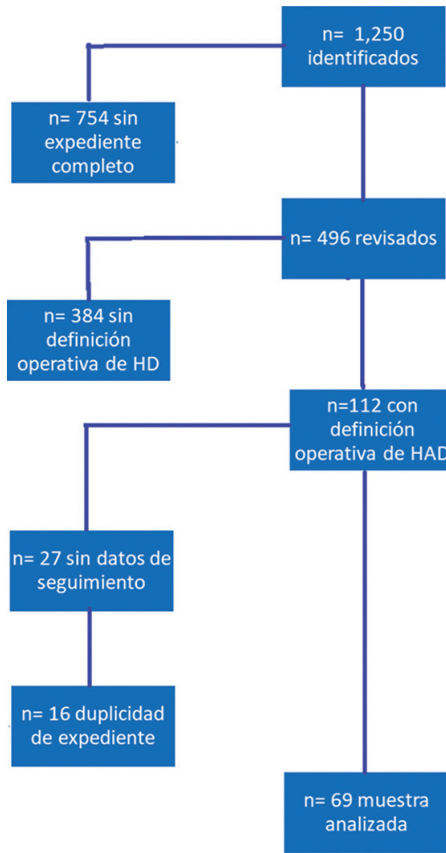 n= 1,250
identificados
n= 754 sin
expediente
completo
n= 496 revisados
n= 384 sin
definición
operativa de HD
n=112 con
definición
operativa de HAD
n= 27 sin datos de
seguimiento
n= 16 duplicidad
de expediente
n= 69 muestra
analizada